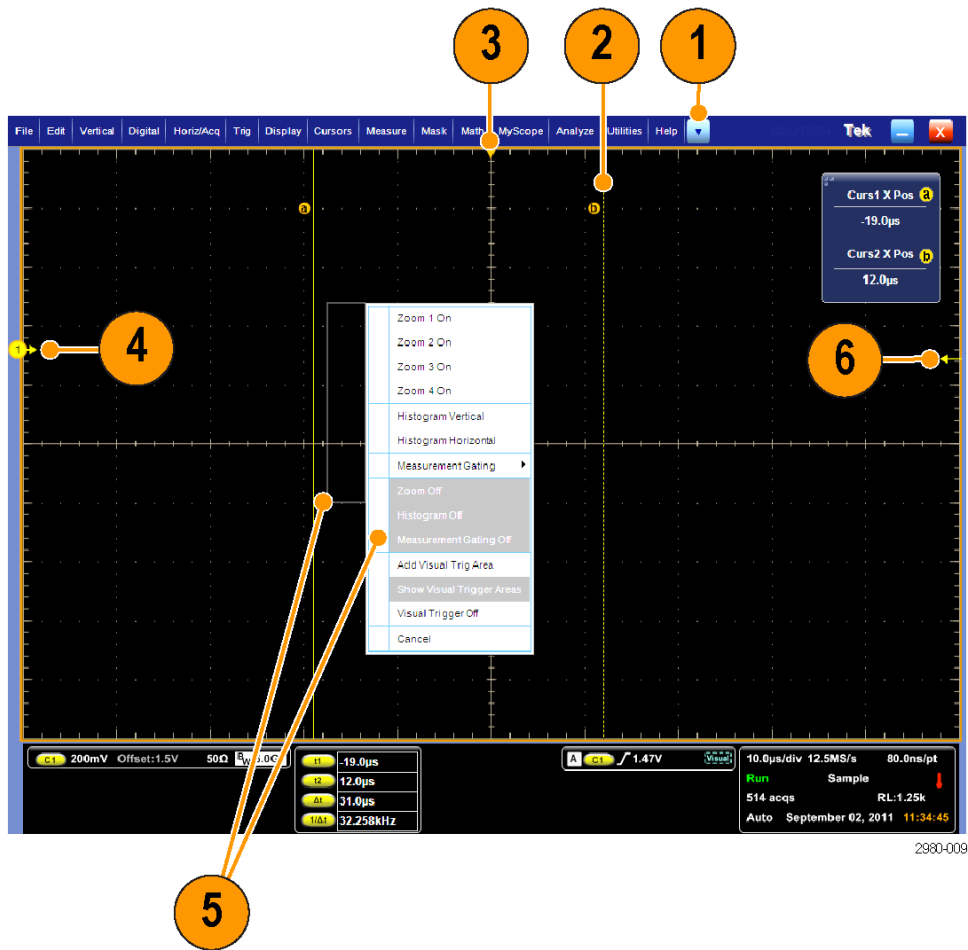 3 2 1
File Edit Vertical Digital Horiz/Acq Trig Display Cursors Measure Mask Math MyScope Analyze Utilities Help Tek X
a b
Curs1 X Pos a
-19.0µs
Curs2 X Pos b
12.0µs
1 4 6
Zoom 1 On
Zoom 2 On
Zoom 3 On
Zoom 4 On
Histogram Vertical
Histogram Horizontal
Measurement Gating
Zoom Off
Histogram Off
Measurement Gating Off
Add Visual Trig Area
Show Visual Trigger Areas
Visual Trigger Off
Cancel
C1 200mV Offset:1.5V 50Ω
t1 -19.0µs
t2 12.0µs
Δt 31.0µs
1/Δt 32.258kHz
A C1 1.47V Visual
10.0µs/div 12.5MS/s 80.0ns/pt
Run Sample
514 acqs RL:1.25k
Auto September 02, 2011 11:34:45
2980-009
5